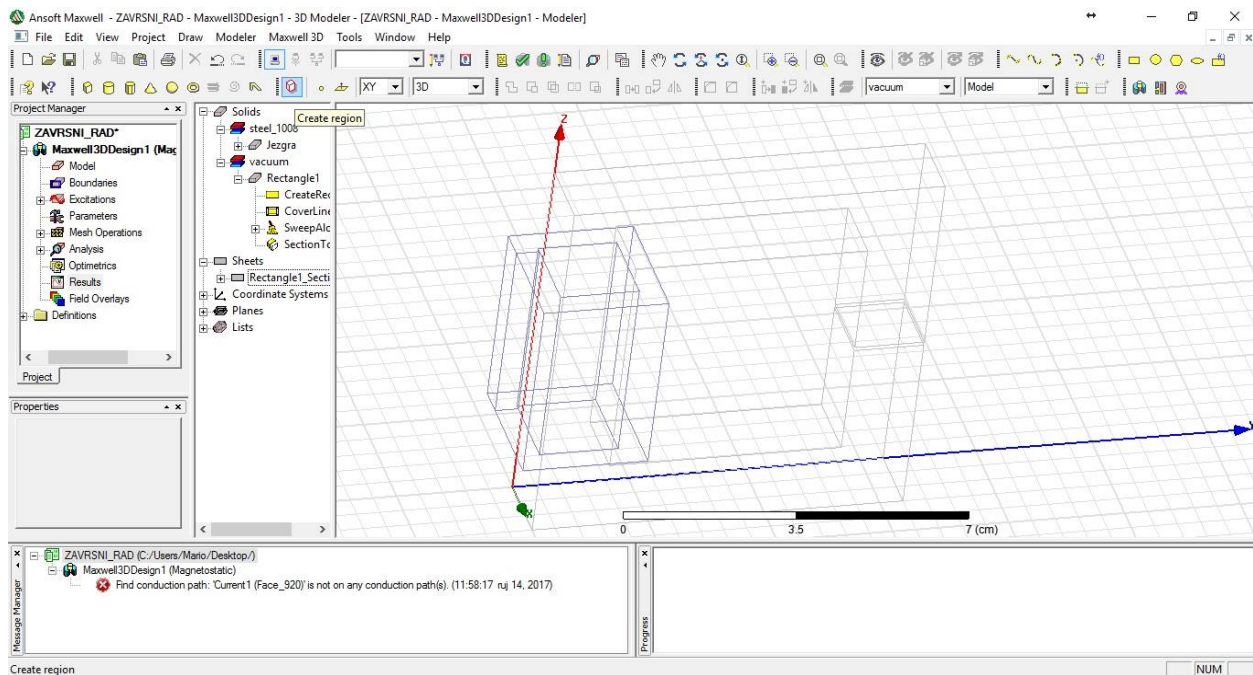 Ansoft Maxwell - ZAVRSNI_RAD - Maxwell3DDesign1 - 3D Modeler - [ZAVRSNI_RAD - Maxwell3DDesign1 - Modeler]
File Edit View Project Draw Modeler Maxwell 3D Tools Window Help
XY 3D vacuum Model
Create region
Project Manager
ZAVRSNI_RAD*
Maxwell3DDesign1 (Mag
Model
Boundaries
Excitations
Parameters
Mesh Operations
Analysis
Optimetrics
Results
Field Overlays
Definitions
Project
Properties
Solids
steel_1008
Jezgra
vacuum
Rectangle1
CreateRec
CoverLine
SweepAlo
SectionTo
Sheets
Rectangle1_Secti
Coordinate Systems
Planes
Lists
Z
X
0 3.5 7 (cm)
Message Manager
ZAVRSNI_RAD (C:/Users/Mario/Desktop/)
Maxwell3DDesign1 (Magnetostatic)
Find conduction path: 'Current1 (Face_920)' is not on any conduction path(s). (11:58:17 ruj 14, 2017)
Progress
Create region
NUM